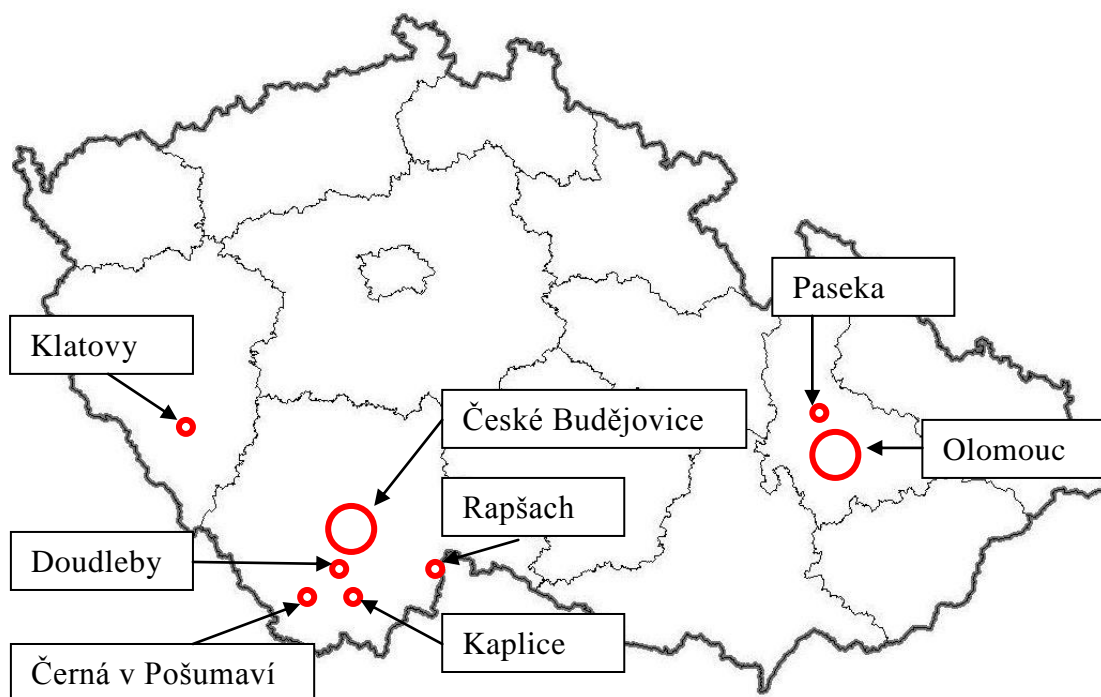 Paseka
Klatovy
České Budějovice
Olomouc
Rapšach
Doudleby
Kaplice
Černá v Pošumaví